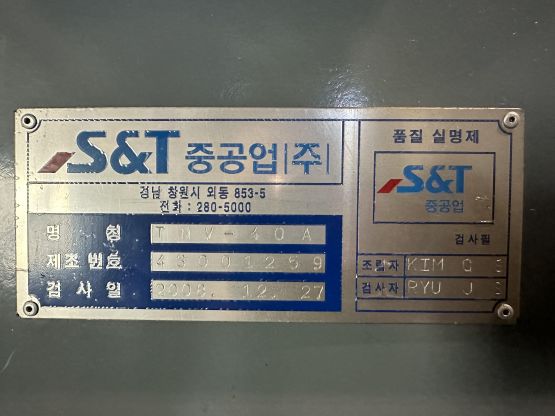 S&T 중공업(주)
경남 창원시 외동 853-5
전화 : 280-5000
명 칭 TNV-40A
제조번호
검사일 2008. 12. 27
품질 실명제
S&T
중공업
검사필
조립자 KIM G S
검사자 RYU J S